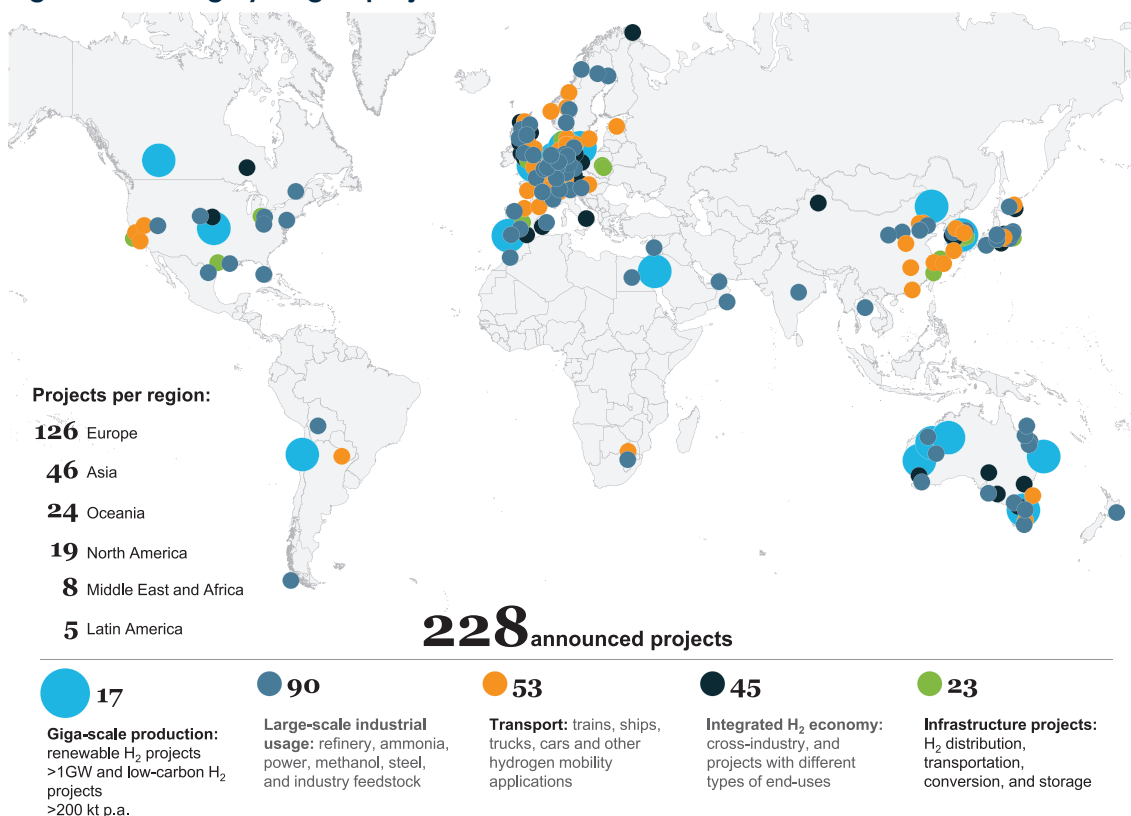 Projects per region:
126 Europe
46 Asia
24 Oceania
19 North America
8 Middle East and Africa
5 Latin America
228 announced projects
17
Giga-scale production:
renewable H₂ projects
>1GW and low-carbon H₂
projects
>200 kt p.a.
90
Large-scale industrial
usage: refinery, ammonia,
power, methanol, steel,
and industry feedstock
53
Transport: trains, ships,
trucks, cars and other
hydrogen mobility
applications
45
Integrated H₂ economy:
cross-industry, and
projects with different
types of end-uses
23
Infrastructure projects:
H₂ distribution,
transportation,
conversion, and storage